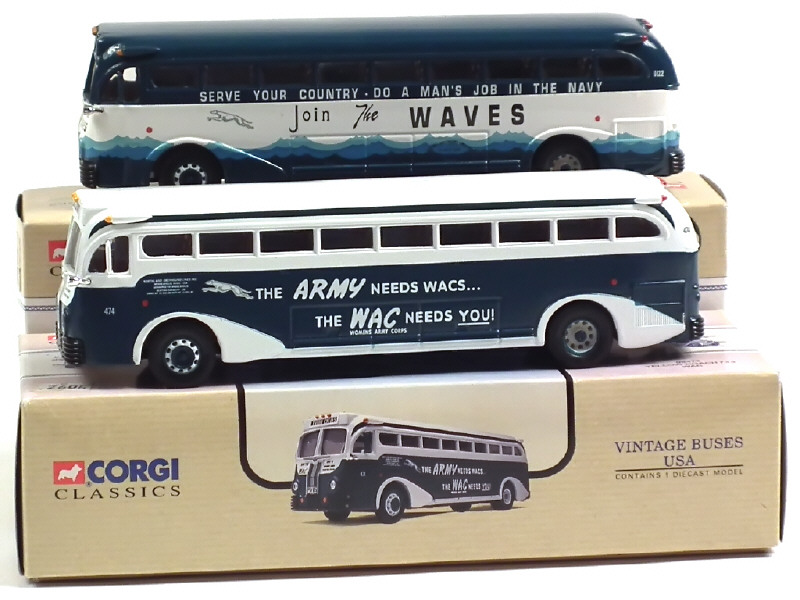 SERVE YOUR COUNTRY · DO A MAN'S JOB IN THE NAVY
Join The WAVES
THE ARMY NEEDS WACS...
THE WAC NEEDS YOU!
WOMENS ARMY CORPS
474
CORGI
CLASSICS
THE ARMY NEEDS WACS...
THE WAC NEEDS YOU!
VINTAGE BUSES
USA
CONTAINS 1 DIECAST MODEL